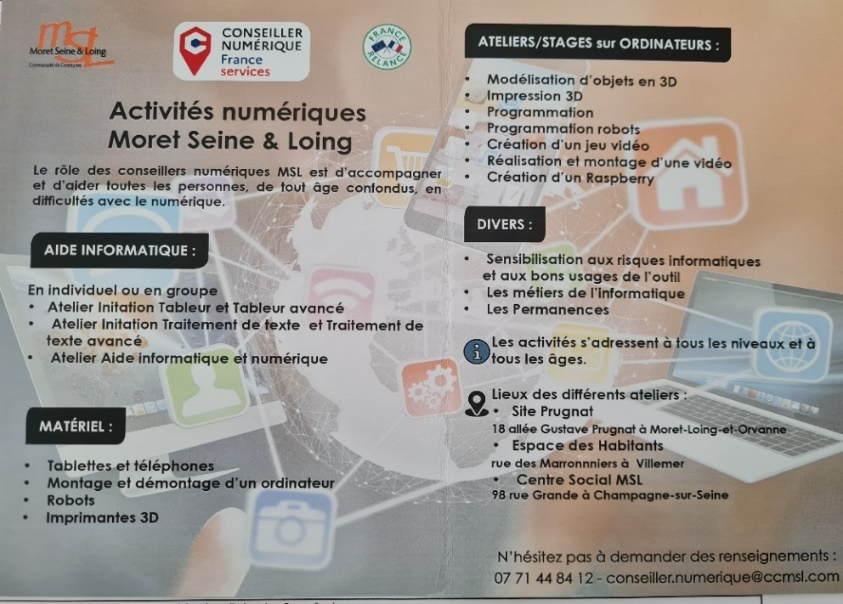 msl
Moret Seine & Loing
Communauté de Communes
CONSEILLER
NUMÉRIQUE
France
services
FRANCE
RELANCE
Activités numériques
Moret Seine & Loing
Le rôle des conseillers numériques MSL est d'accompagner
et d'aider toutes les personnes, de tout âge confondus, en
difficultés avec le numérique.
AIDE INFORMATIQUE :
En individuel ou en groupe
• Atelier Initation Tableur et Tableur avancé
• Atelier Initation Traitement de texte et Traitement de
texte avancé
• Atelier Aide informatique et numérique
MATÉRIEL :
• Tablettes et téléphones
• Montage et démontage d'un ordinateur
• Robots
• Imprimantes 3D
ATELIERS/STAGES sur ORDINATEURS :
• Modélisation d'objets en 3D
• Impression 3D
• Programmation
• Programmation robots
• Création d'un jeu vidéo
• Réalisation et montage d'une vidéo
• Création d'un Raspberry
DIVERS :
• Sensibilisation aux risques informatiques
et aux bons usages de l'outil
• Les métiers de l'Informatique
• Les Permanences
i Les activités s'adressent à tous les niveaux et à
tous les âges.
Lieux des différents ateliers :
• Site Prugnat
18 allée Gustave Prugnat à Moret-Loing-et-Orvanne
• Espace des Habitants
rue des Marronnniers à Villemer
• Centre Social MSL
98 rue Grande à Champagne-sur-Seine
N'hésitez pas à demander des renseignements :
07 71 44 84 12 - conseiller.numerique@ccmsl.com